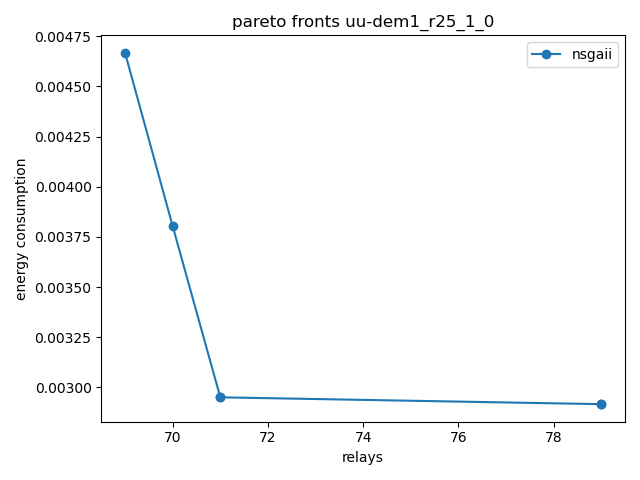 pareto fronts uu-dem1_r25_1_0
nsgaii
energy consumption
0.00475
0.00450
0.00425
0.00400
0.00375
0.00350
0.00325
0.00300
70 72 74 76 78
relays